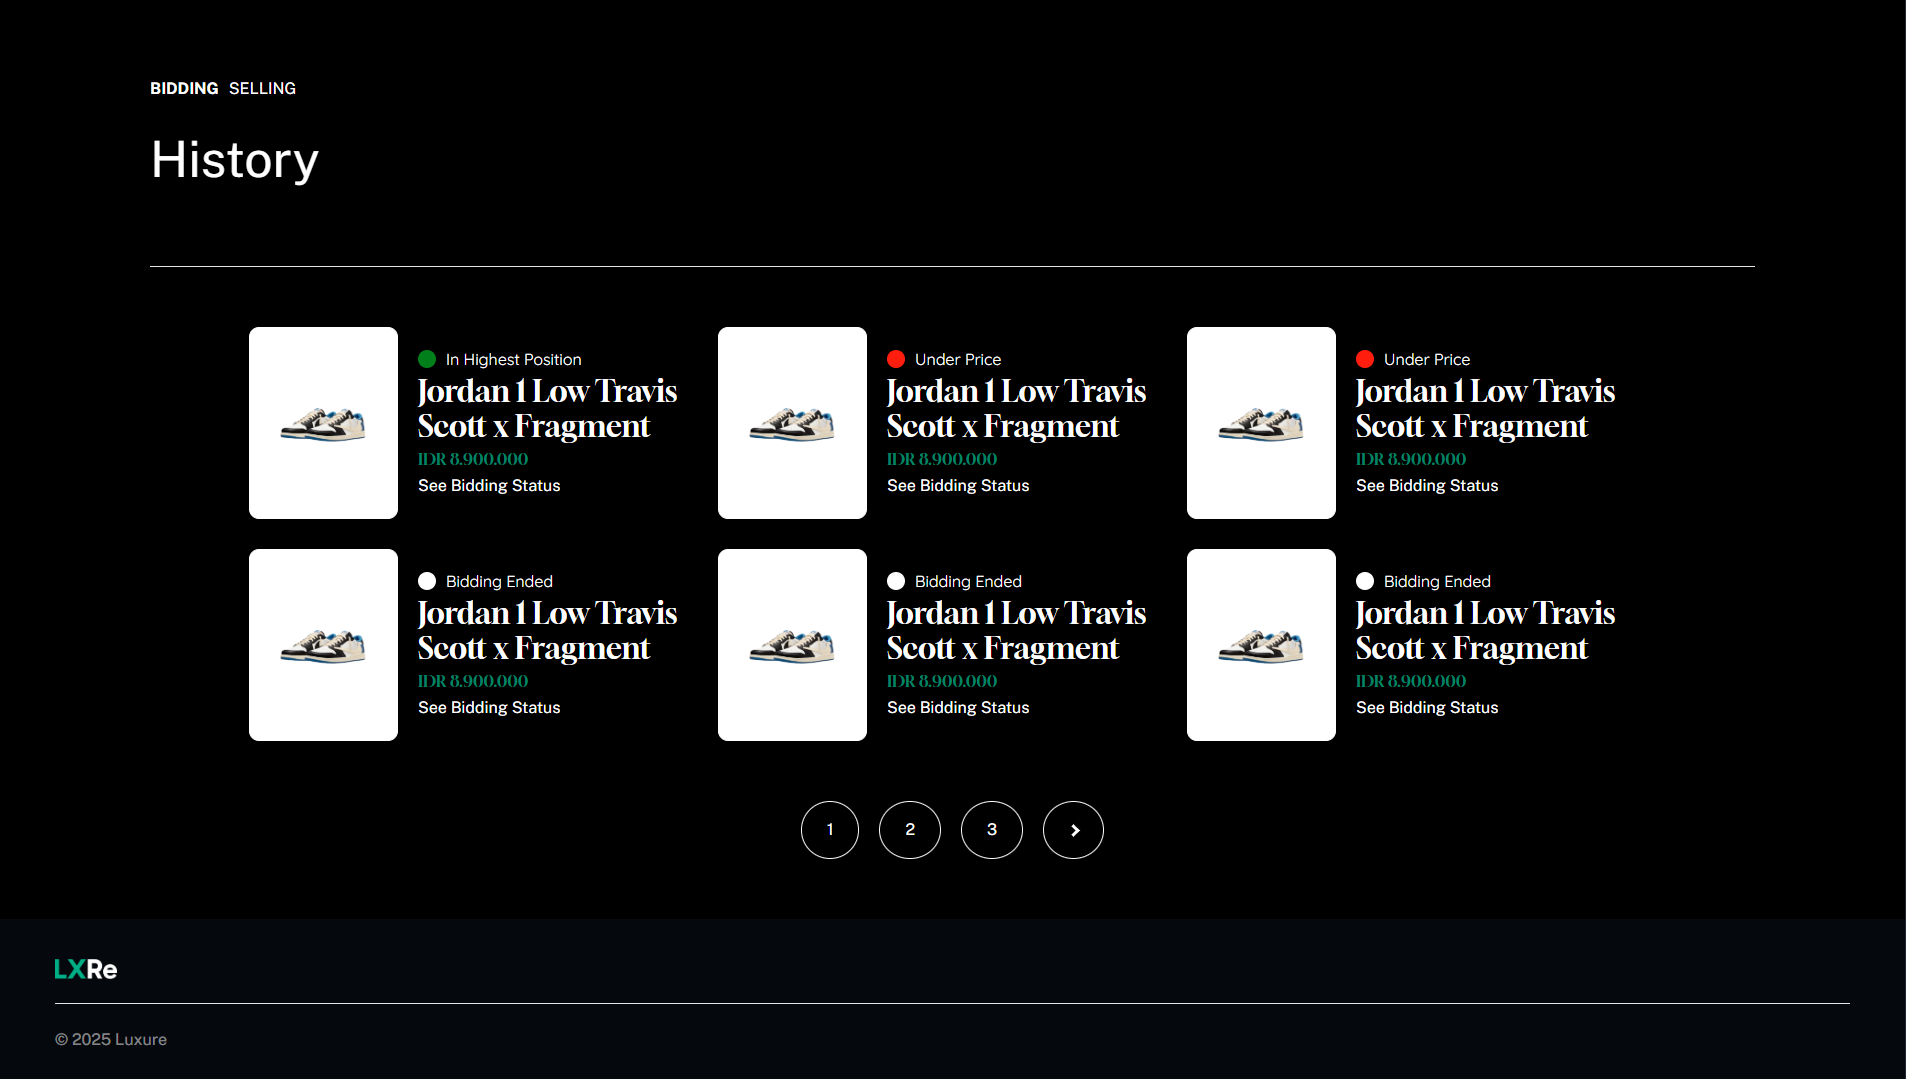 BIDDING SELLING
History
In Highest Position
Jordan 1 Low Travis
Scott x Fragment
IDR 8.900.000
See Bidding Status
Under Price
Jordan 1 Low Travis
Scott x Fragment
IDR 8.900.000
See Bidding Status
Under Price
Jordan 1 Low Travis
Scott x Fragment
IDR 8.900.000
See Bidding Status
Bidding Ended
Jordan 1 Low Travis
Scott x Fragment
IDR 8.900.000
See Bidding Status
Bidding Ended
Jordan 1 Low Travis
Scott x Fragment
IDR 8.900.000
See Bidding Status
Bidding Ended
Jordan 1 Low Travis
Scott x Fragment
IDR 8.900.000
See Bidding Status
1 2 3
LXRe
© 2025 Luxure